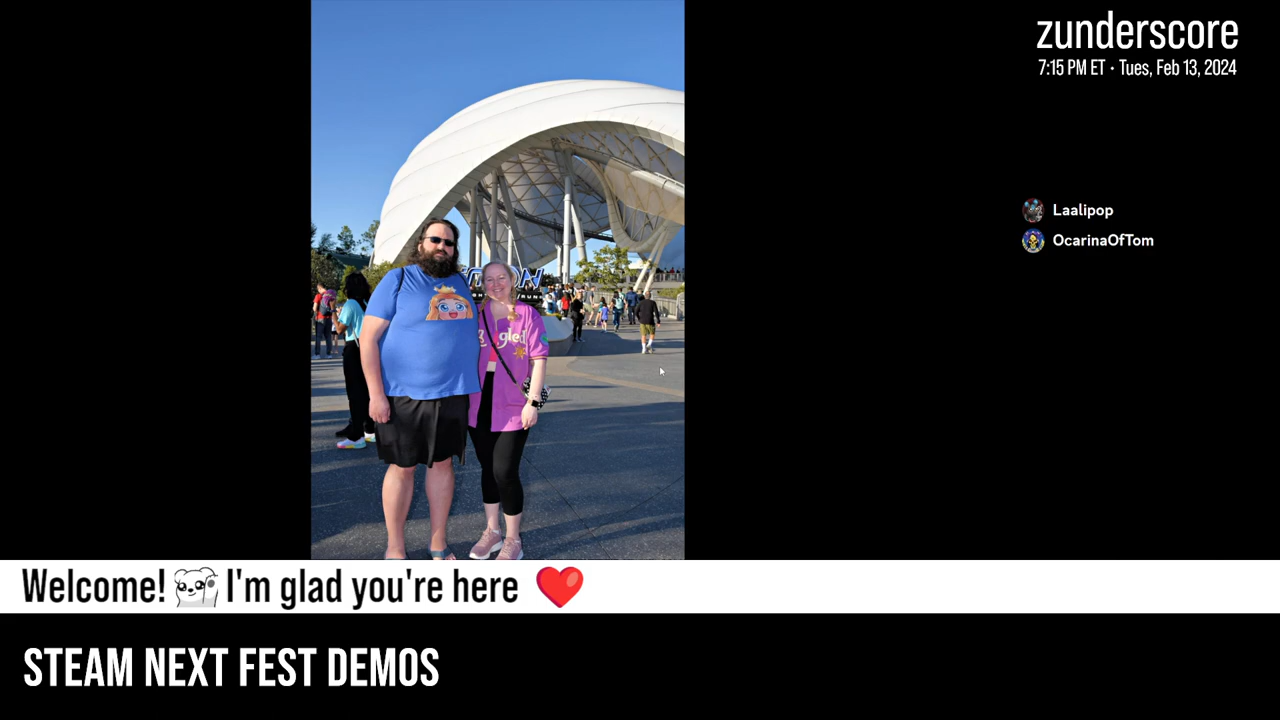 zunderscore
7:15 PM ET · Tues, Feb 13, 2024
Laalipop
OcarinaOfTom
gled
Welcome! I'm glad you're here
STEAM NEXT FEST DEMOS